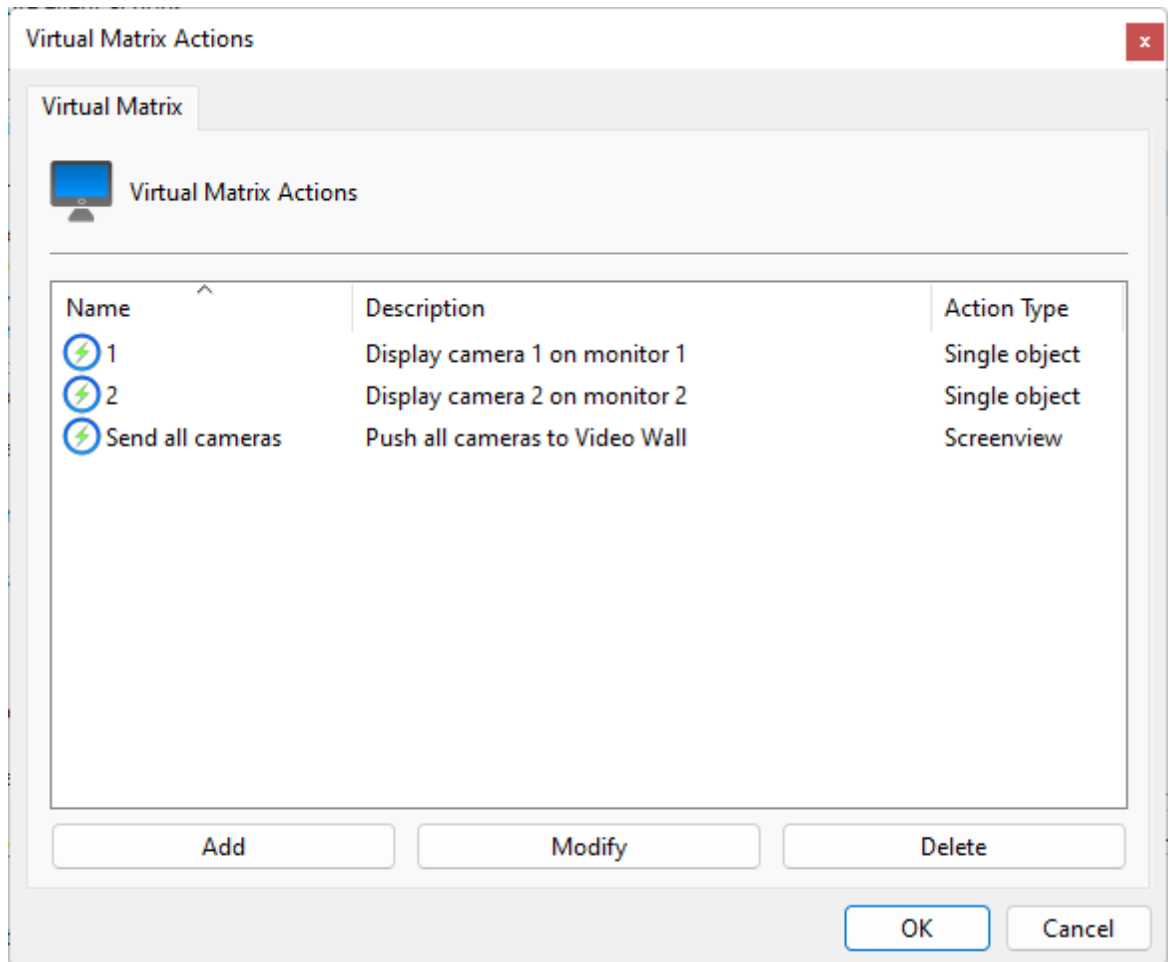 Virtual Matrix Actions
x
Virtual Matrix
Virtual Matrix Actions
Name Description Action Type
1 Display camera 1 on monitor 1 Single object
2 Display camera 2 on monitor 2 Single object
Send all cameras Push all cameras to Video Wall Screenview
Add Modify Delete
OK Cancel